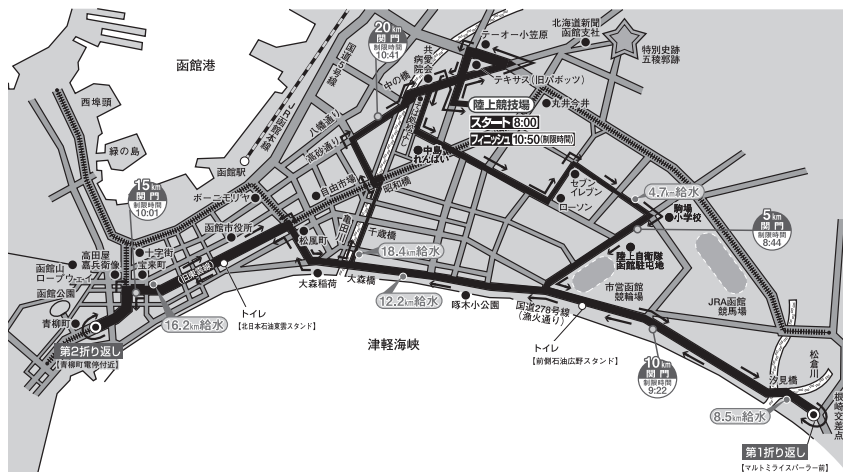 函館港
西埠頭
緑の島
函館駅
JR函館本線
国道5号線
八幡通り
高砂通り
20km
関門
制限時間
10:41
中の橋
共愛会
病院
テーオー小笠原
北海道新聞
函館支社
特別史跡
五稜郭跡
テキサス(旧バボッツ)
丸井今井
陸上競技場
スタート8:00
フィニッシュ10:50(制限時間)
中島
れんばい
セブン
イレブン
ローソン
4.7km給水
駒場
小学校
5km
関門
制限時間
8:44
15km
関門
制限時間
10:01
ボーニモリヤ
自由市場
昭和橋
函館市役所
亀田川
千歳橋
松風町
18.4km給水
陸上自衛隊
函館駐屯地
高田屋
嘉兵衛像
十字街
宝来町
函館山
ロープウェイ
函館公園
青柳町
16.2km給水
トイレ
【北日本石油東雲スタンド】
大森稲荷
大森橋
12.2km給水
啄木小公園
国道278号線
(漁火通り)
市営函館
競輪場
JRA函館
競馬場
トイレ
【前側石油広野スタンド】
第2折り返し
【青柳町電停付近】
津軽海峡
10km
関門
制限時間
9:22
松倉川
汐見橋
8.5km給水
根崎交差点
第1折り返し
【マルトミライスパーラー前】